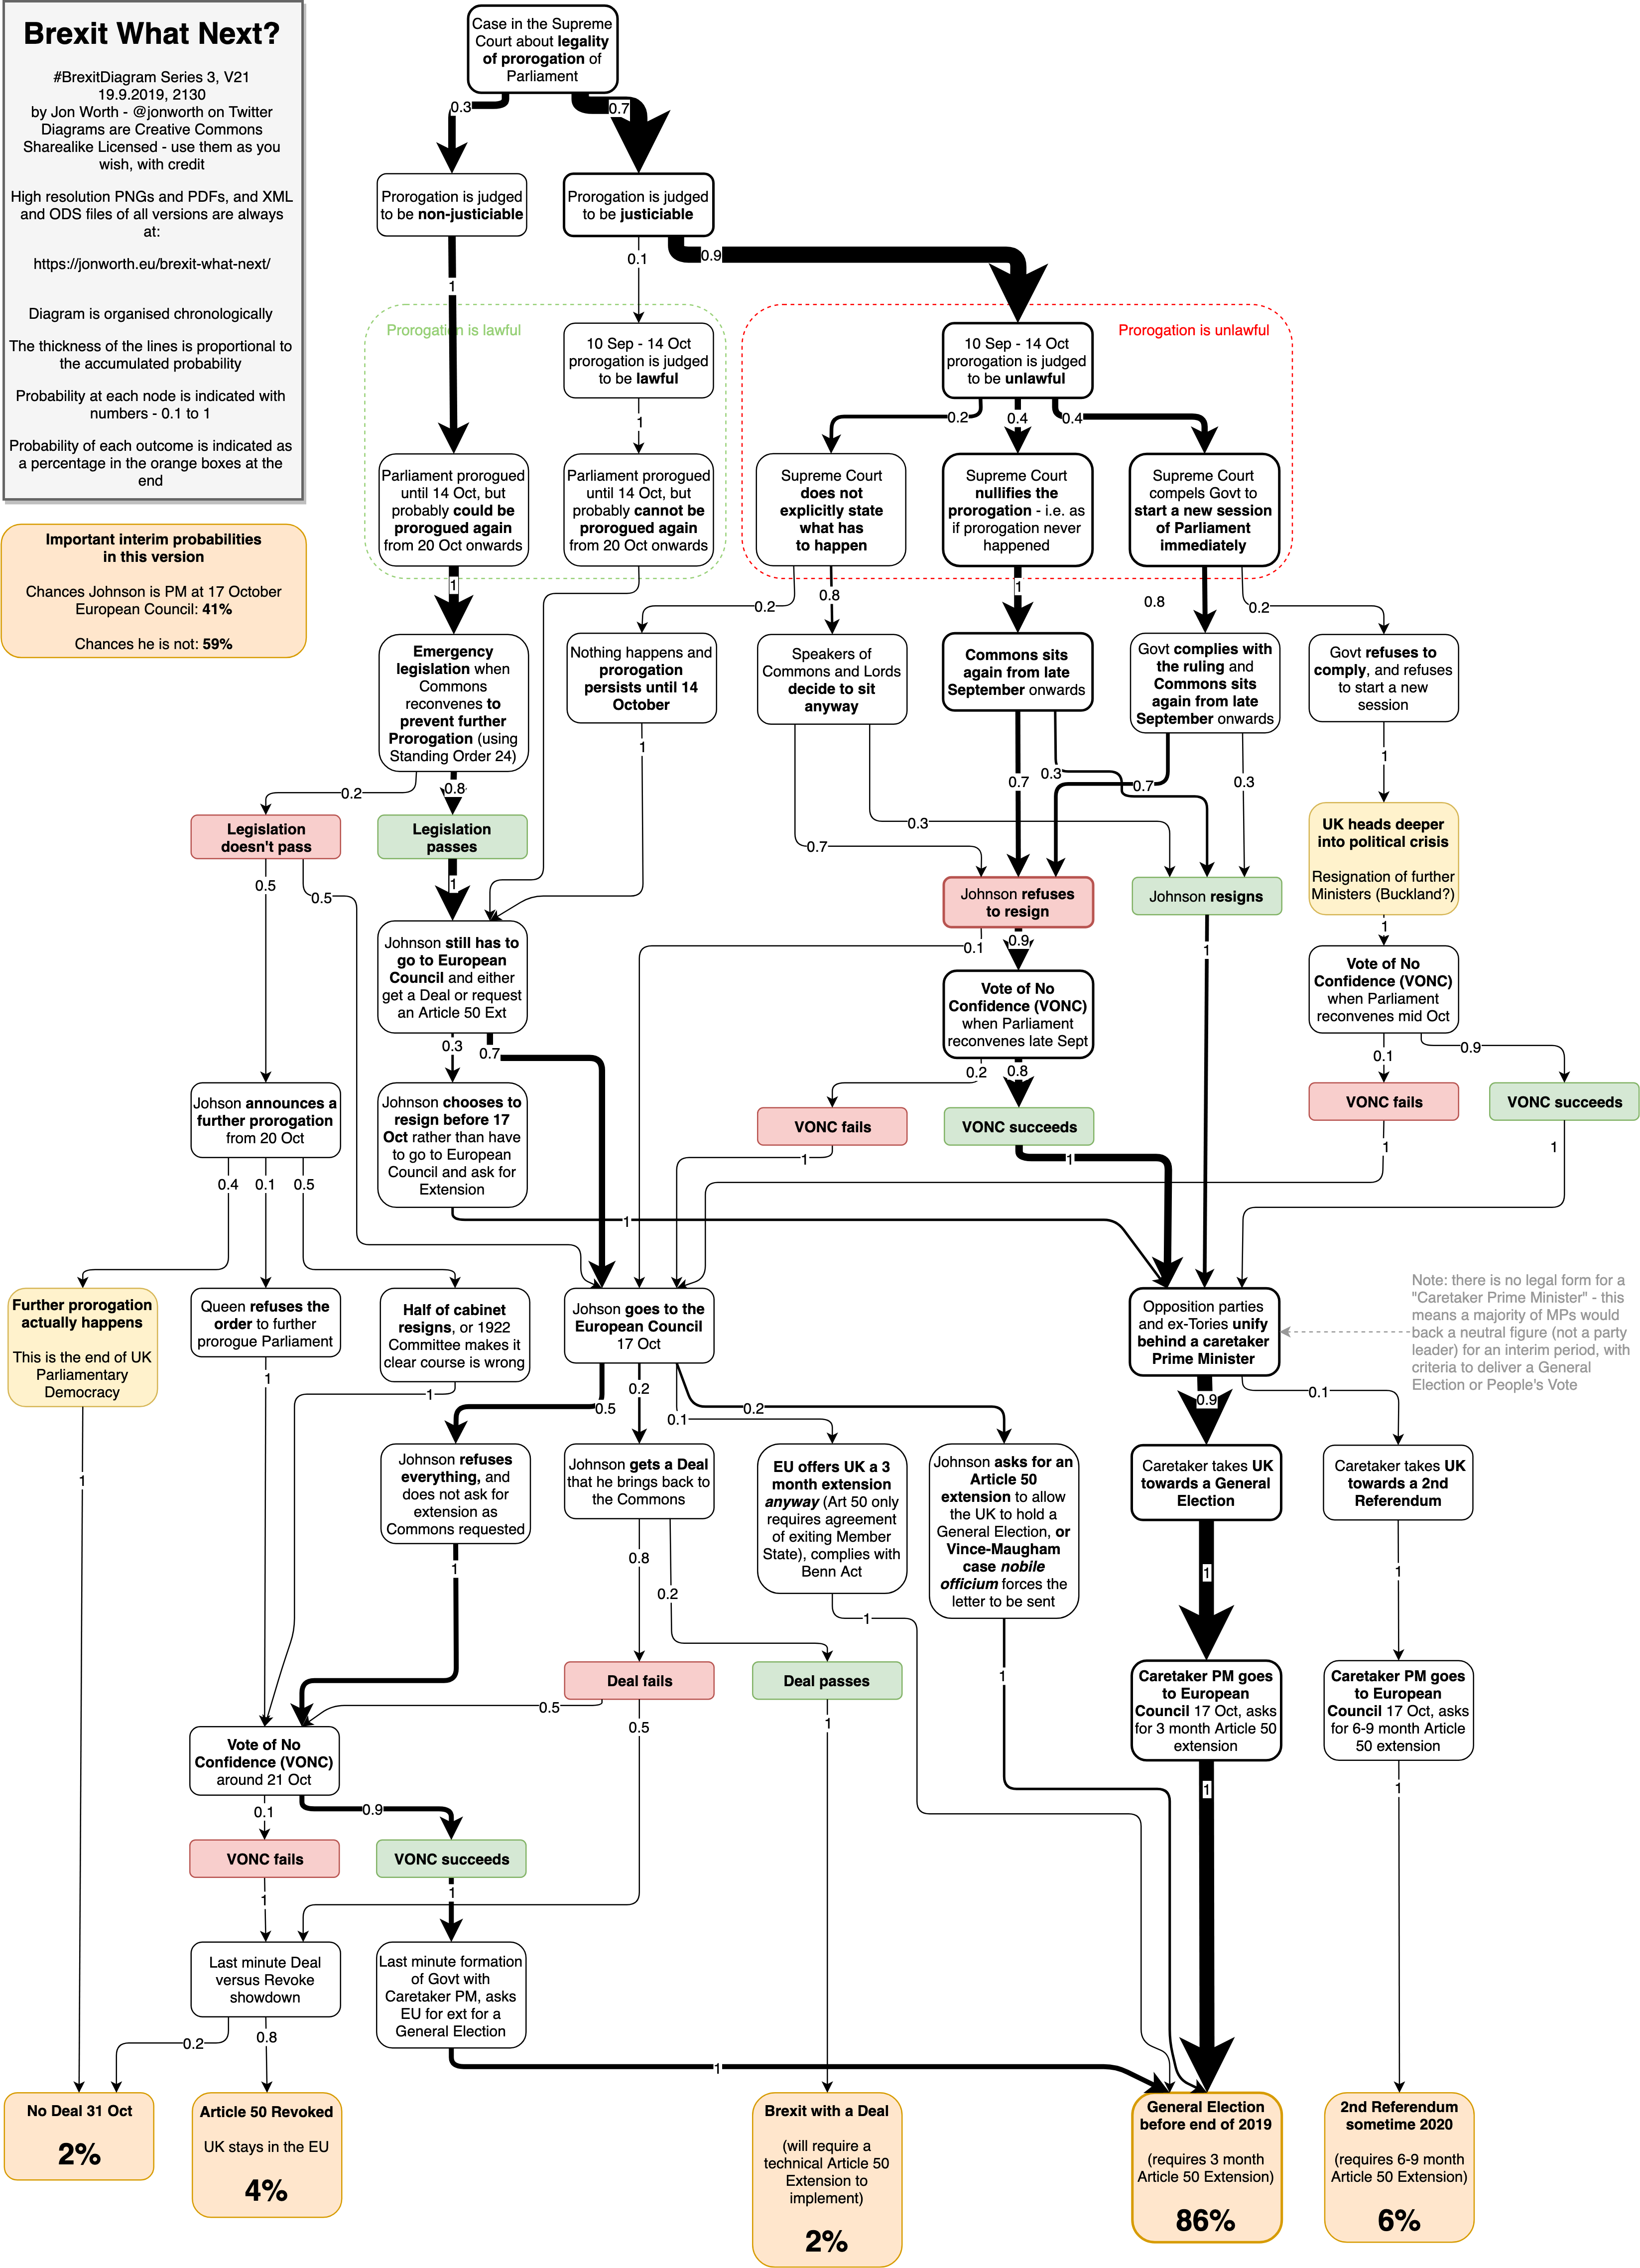 Brexit What Next?
#BrexitDiagram Series 3, V21
19.9.2019, 2130
by Jon Worth - @jonworth on Twitter
Diagrams are Creative Commons
Sharealike Licensed - use them as you
wish, with credit
High resolution PNGs and PDFs, and XML
and ODS files of all versions are always
at:
https://jonworth.eu/brexit-what-next/
Diagram is organised chronologically
The thickness of the lines is proportional to
the accumulated probability
Probability at each node is indicated with
numbers - 0.1 to 1
Probability of each outcome is indicated as
a percentage in the orange boxes at the
end
Important interim probabilities
in this version
Chances Johnson is PM at 17 October
European Council: 41%
Chances he is not: 59%
Case in the Supreme
Court about legality
of prorogation of
Parliament
0.3
0.7
Prorogation is judged
to be non-justiciable
Prorogation is judged
to be justiciable
1
0.1
0.9
Prorogation is lawful
Prorogation is unlawful
10 Sep - 14 Oct
prorogation is judged
to be lawful
10 Sep - 14 Oct
prorogation is judged
to be unlawful
1
0.2
0.4
0.4
Parliament prorogued
until 14 Oct, but
probably could be
prorogued again
from 20 Oct onwards
Parliament prorogued
until 14 Oct, but
probably cannot be
prorogued again
from 20 Oct onwards
Supreme Court
does not
explicitly state
what has
to happen
Supreme Court
nullifies the
prorogation - i.e. as
if prorogation never
happened
Supreme Court
compels Govt to
start a new session
of Parliament
immediately
1
0.2
0.8
1
0.8
0.2
Emergency
legislation when
Commons
reconvenes to
prevent further
Prorogation (using
Standing Order 24)
Nothing happens and
prorogation
persists until 14
October
Speakers of
Commons and Lords
decide to sit
anyway
Commons sits
again from late
September onwards
Govt complies with
the ruling and
Commons sits
again from late
September onwards
Govt refuses to
comply, and refuses
to start a new
session
0.2
0.8
1
0.7
0.3
0.7
0.3
0.7
0.3
1
Legislation
doesn't pass
Legislation
passes
UK heads deeper
into political crisis
Resignation of further
Ministers (Buckland?)
0.5
0.5
1
Johnson refuses
to resign
Johnson resigns
0.1
0.9
1
1
Johnson still has to
go to European
Council and either
get a Deal or request
an Article 50 Ext
Vote of No
Confidence (VONC)
when Parliament
reconvenes late Sept
Vote of No
Confidence (VONC)
when Parliament
reconvenes mid Oct
0.3
0.7
0.2
0.8
0.1
0.9
Johson announces a
further prorogation
from 20 Oct
Johnson chooses to
resign before 17
Oct rather than have
to go to European
Council and ask for
Extension
VONC fails
VONC succeeds
VONC fails
VONC succeeds
0.4
0.1
0.5
1
1
1
1
1
Further prorogation
actually happens
This is the end of UK
Parliamentary
Democracy
Queen refuses the
order to further
prorogue Parliament
Half of cabinet
resigns, or 1922
Committee makes it
clear course is wrong
Johson goes to the
European Council
17 Oct
Opposition parties
and ex-Tories unify
behind a caretaker
Prime Minister
Note: there is no legal form for a
"Caretaker Prime Minister" - this
means a majority of MPs would
back a neutral figure (not a party
leader) for an interim period, with
criteria to deliver a General
Election or People's Vote
1
1
1
0.5
0.2
0.1
0.2
0.9
0.1
Johnson refuses
everything, and
does not ask for
extension as
Commons requested
Johnson gets a Deal
that he brings back to
the Commons
EU offers UK a 3
month extension
anyway (Art 50 only
requires agreement
of exiting Member
State), complies with
Benn Act
Johnson asks for an
Article 50
extension to allow
the UK to hold a
General Election, or
Vince-Maugham
case nobile
officium forces the
letter to be sent
Caretaker takes UK
towards a General
Election
Caretaker takes UK
towards a 2nd
Referendum
1
0.8
0.2
1
1
1
1
Deal fails
Deal passes
Caretaker PM goes
to European
Council 17 Oct, asks
for 3 month Article 50
extension
Caretaker PM goes
to European
Council 17 Oct, asks
for 6-9 month Article
50 extension
0.5
0.5
1
1
1
Vote of No
Confidence (VONC)
around 21 Oct
0.1
0.9
VONC fails
VONC succeeds
1
1
Last minute Deal
versus Revoke
showdown
Last minute formation
of Govt with
Caretaker PM, asks
EU for ext for a
General Election
0.2
0.8
1
No Deal 31 Oct
2%
Article 50 Revoked
UK stays in the EU
4%
Brexit with a Deal
(will require a
technical Article 50
Extension to
implement)
2%
General Election
before end of 2019
(requires 3 month
Article 50 Extension)
86%
2nd Referendum
sometime 2020
(requires 6-9 month
Article 50 Extension)
6%